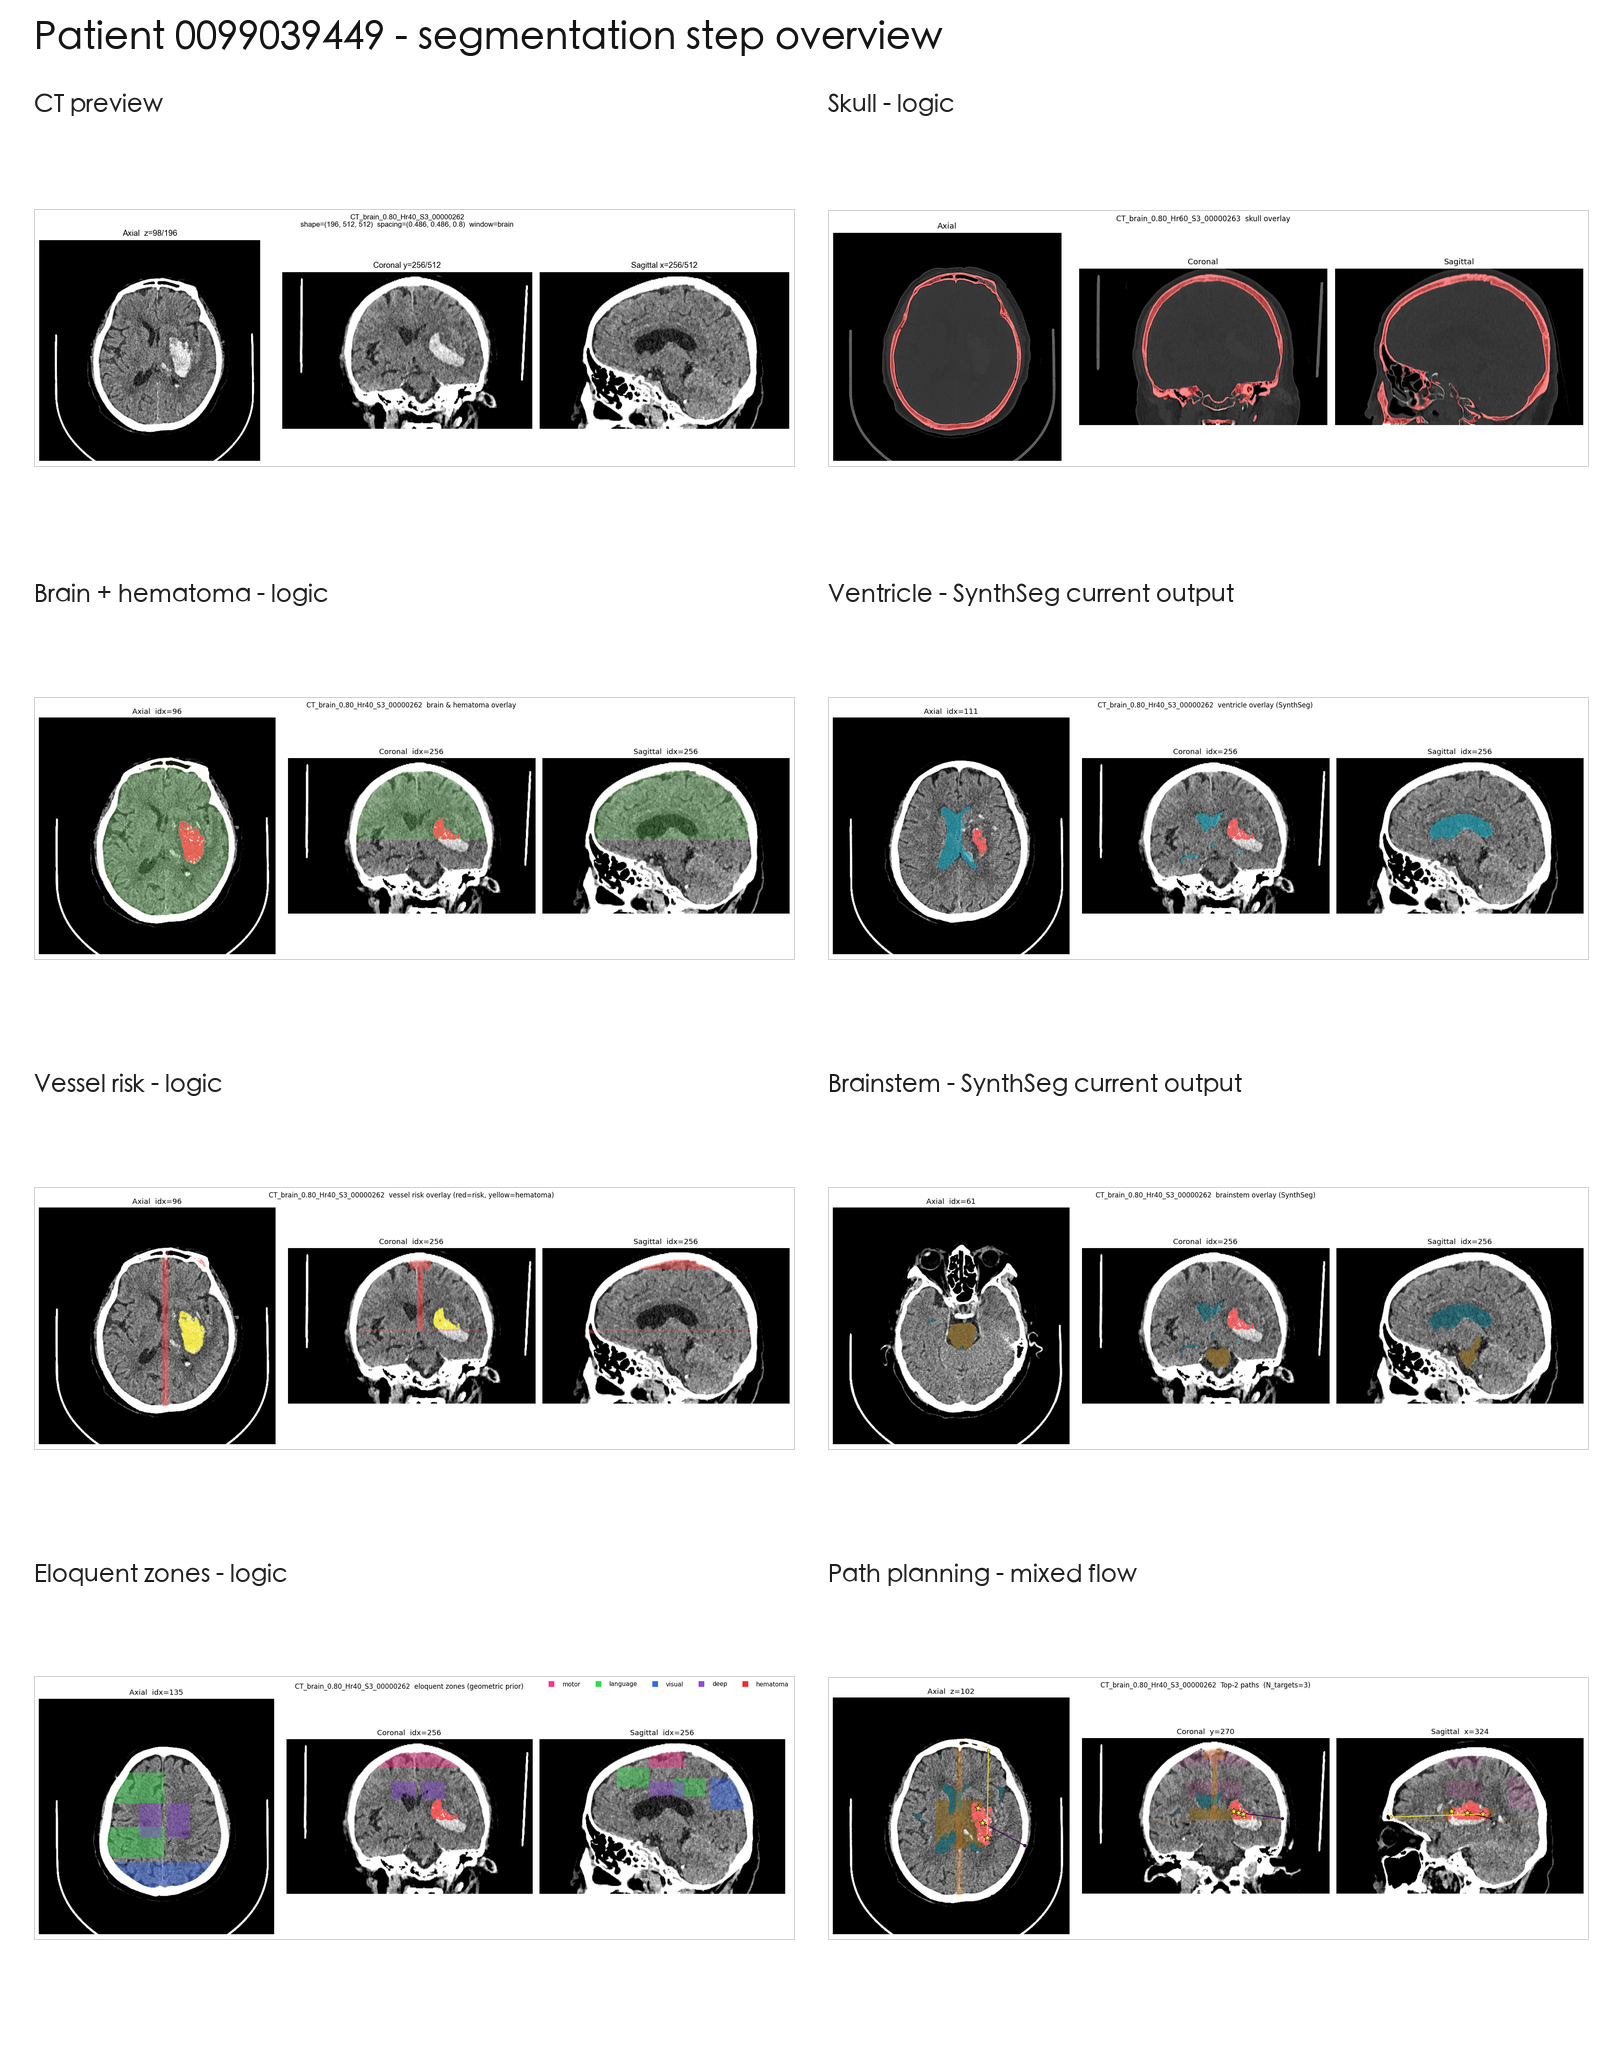 Patient 0099039449 - segmentation step overview
CT preview
CT_brain_0.80_Hr40_S3_00000262
shape=(196, 512, 512)  spacing=(0.486, 0.486, 0.8)  window=brain
Axial  z=98/196
Coronal y=256/512
Sagittal x=256/512
Skull - logic
CT_brain_0.80_Hr60_S3_00000263  skull overlay
Axial
Coronal
Sagittal
Brain + hematoma - logic
CT_brain_0.80_Hr40_S3_00000262  brain & hematoma overlay
Axial  idx=96
Coronal  idx=256
Sagittal  idx=256
Ventricle - SynthSeg current output
CT_brain_0.80_Hr40_S3_00000262  ventricle overlay (SynthSeg)
Axial  idx=111
Coronal  idx=256
Sagittal  idx=256
Vessel risk - logic
CT_brain_0.80_Hr40_S3_00000262  vessel risk overlay (red=risk, yellow=hematoma)
Axial  idx=96
Coronal  idx=256
Sagittal  idx=256
Brainstem - SynthSeg current output
CT_brain_0.80_Hr40_S3_00000262  brainstem overlay (SynthSeg)
Axial  idx=61
Coronal  idx=256
Sagittal  idx=256
Eloquent zones - logic
CT_brain_0.80_Hr40_S3_00000262  eloquent zones (geometric prior)
motor
language
visual
deep
hematoma
Axial  idx=135
Coronal  idx=256
Sagittal  idx=256
Path planning - mixed flow
CT_brain_0.80_Hr40_S3_00000262  Top-2 paths  (N_targets=3)
Axial  z=102
Coronal  y=270
Sagittal  x=324